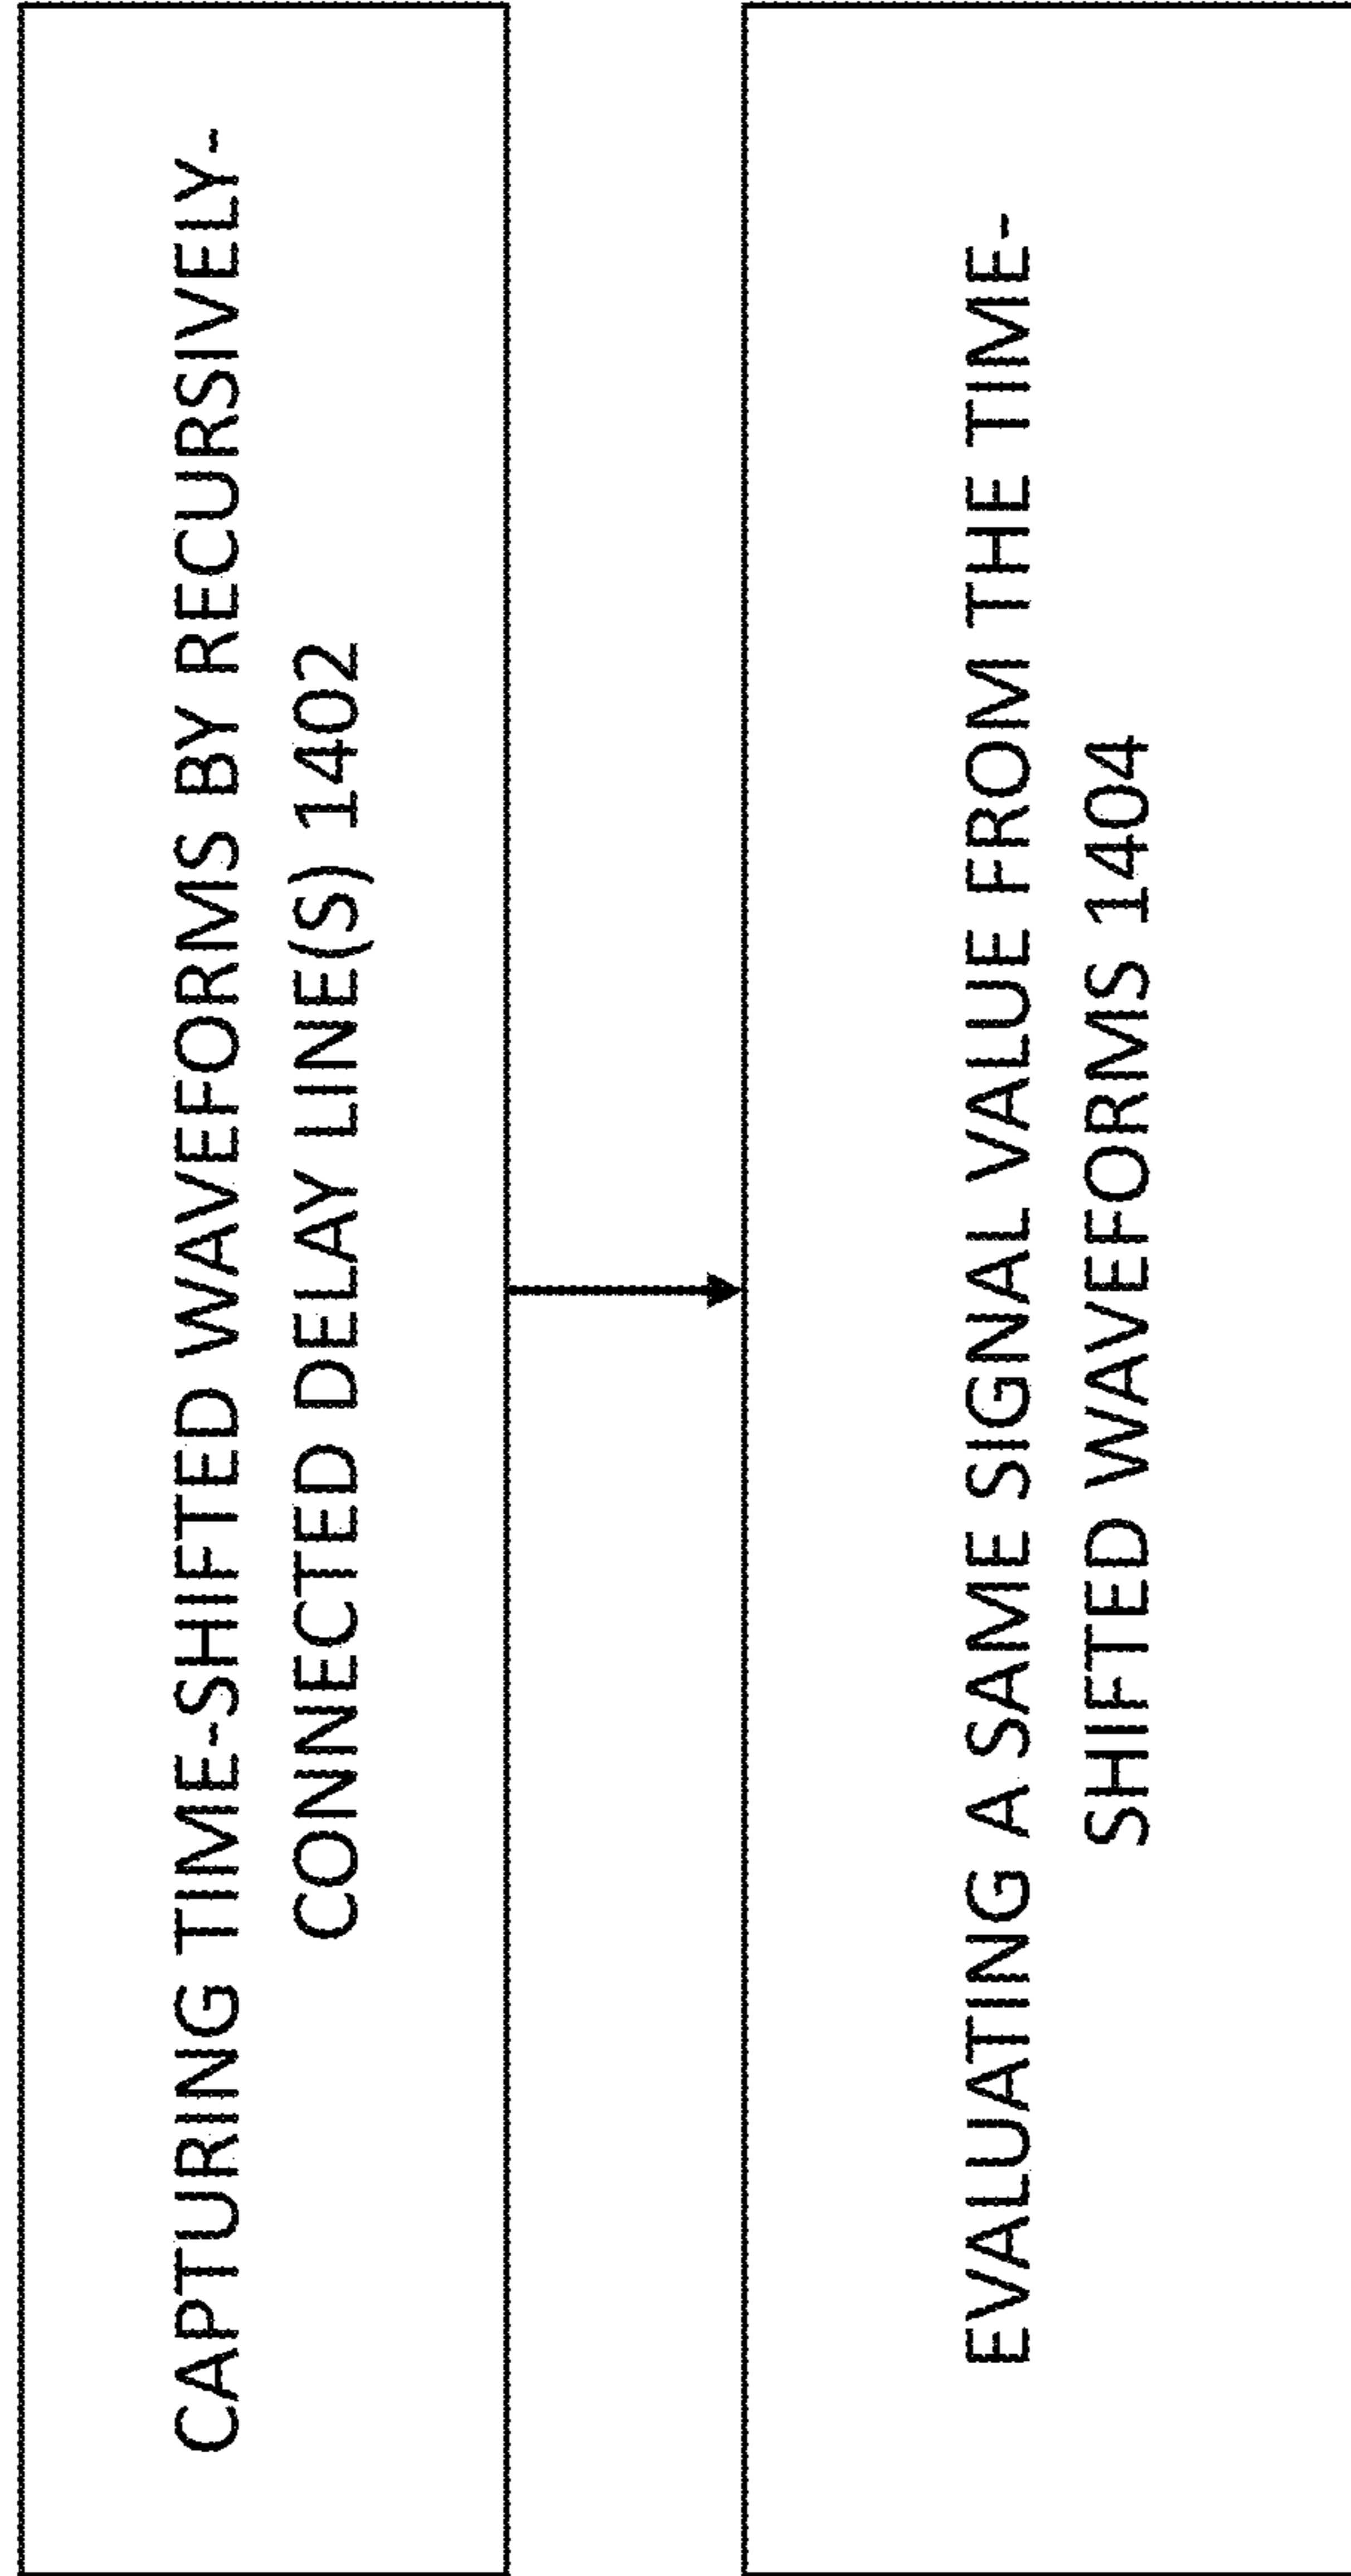 CAPTURING TIME-SHIFTED WAVEFORMS BY RECURSIVELY-
CONNECTED DELAY LINE(S) 1402
EVALUATING A SAME SIGNAL VALUE FROM THE TIME-
SHIFTED WAVEFORMS 1404